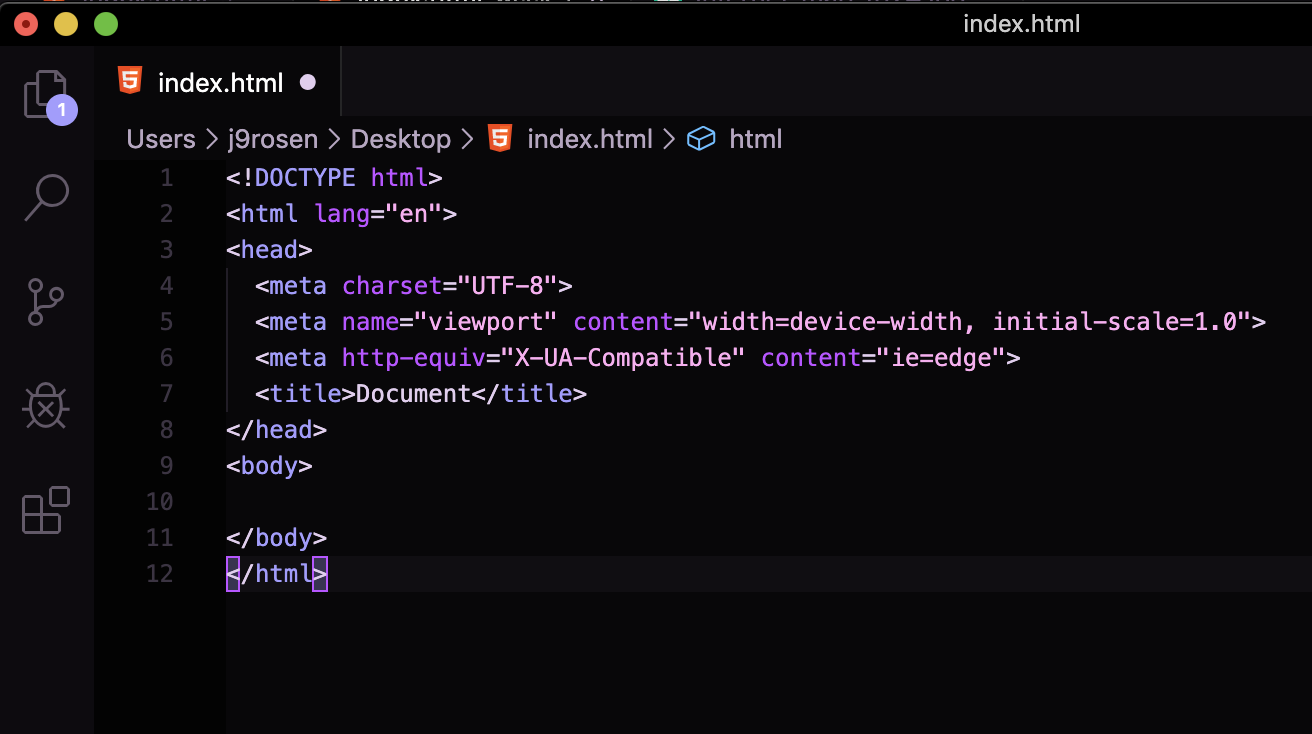 index.html
1
index.html
Users > j9rosen > Desktop > index.html > html
1 <!DOCTYPE html>
2 <html lang="en">
3 <head>
4   <meta charset="UTF-8">
5   <meta name="viewport" content="width=device-width, initial-scale=1.0">
6   <meta http-equiv="X-UA-Compatible" content="ie=edge">
7   <title>Document</title>
8 </head>
9 <body>
10
11 </body>
12 </html>